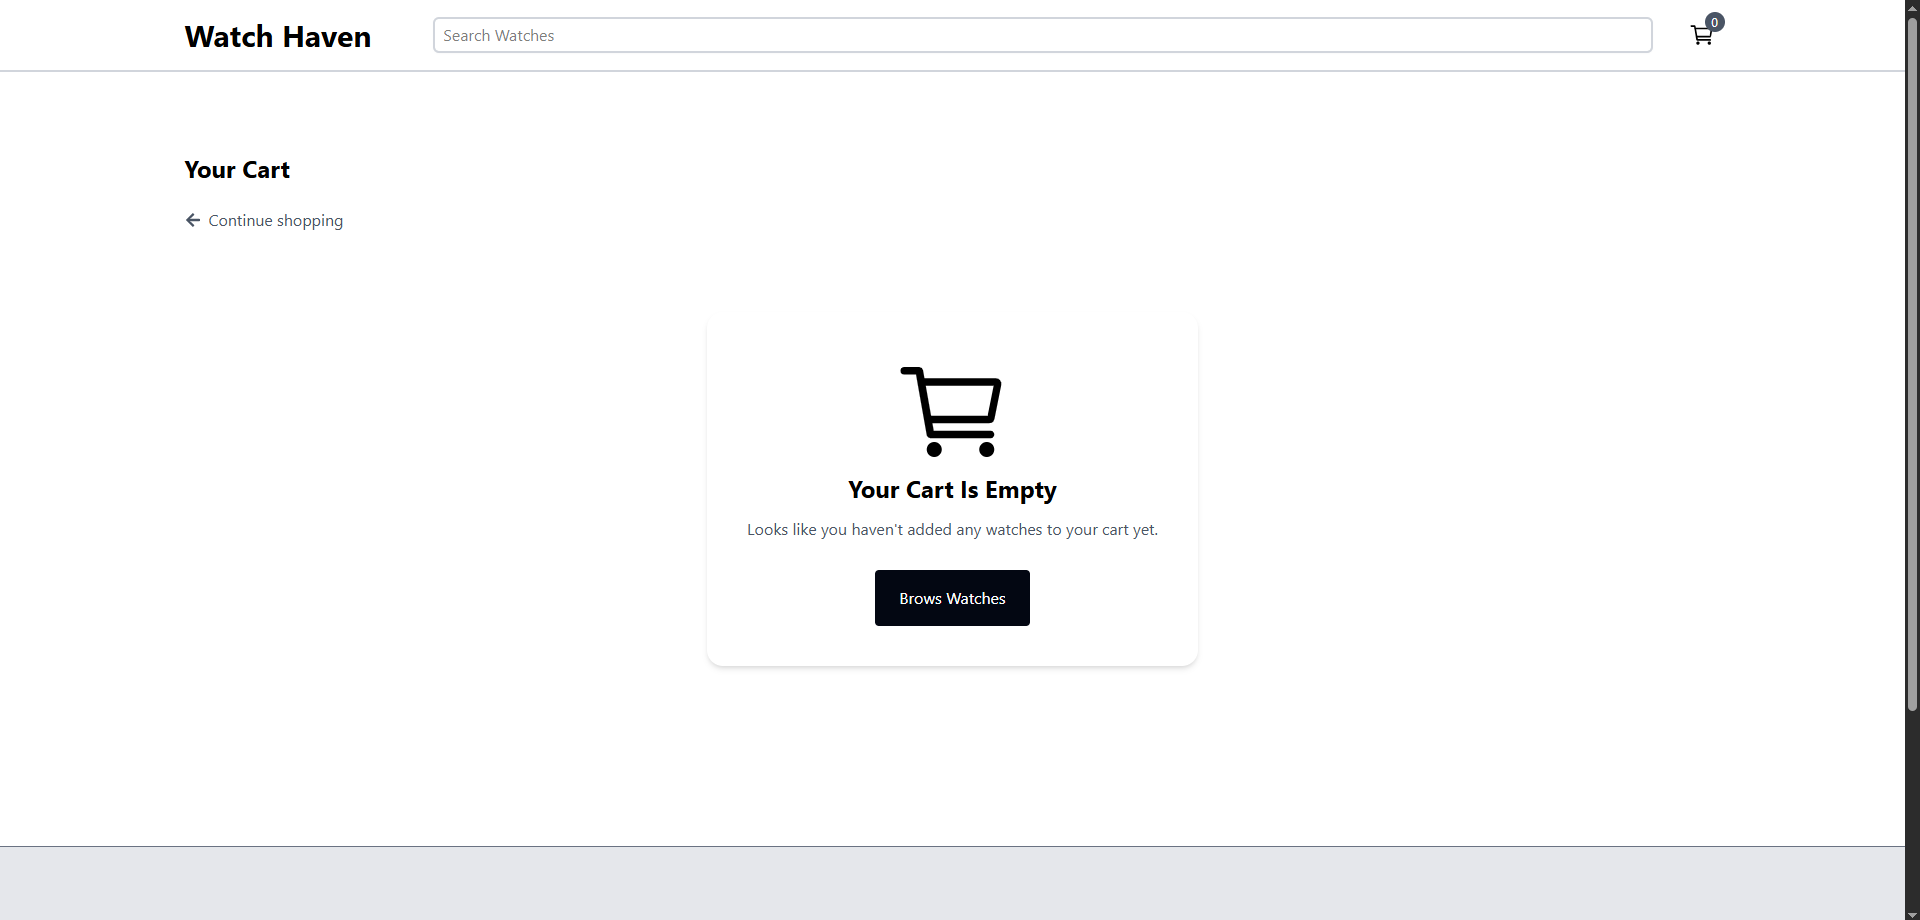 Watch Haven
Search Watches
0
Your Cart
Continue shopping
Your Cart Is Empty
Looks like you haven't added any watches to your cart yet.
Brows Watches